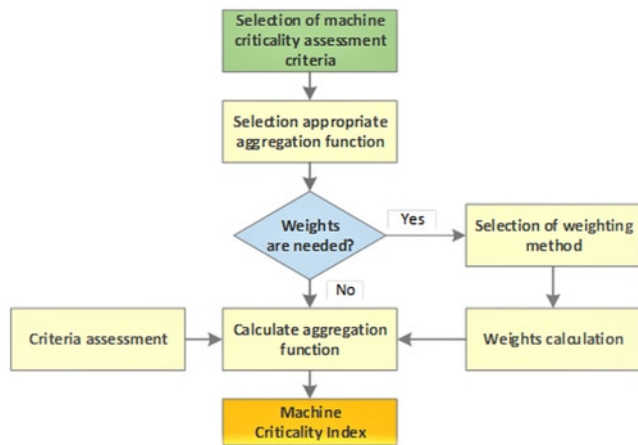 Selection of machine
criticality assessment
criteria
Selection appropriate
aggregation function
Weights
are needed?
Yes
Selection of weighting
method
No
Criteria assessment
Calculate aggregation
function
Weights calculation
Machine
Criticality Index